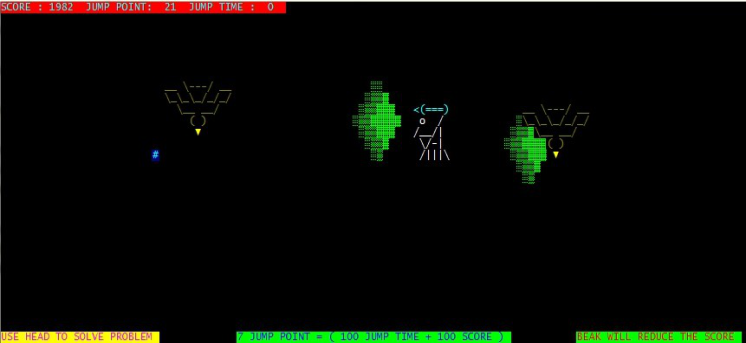 SCORE : 1982 JUMP POINT: 21 JUMP TIME : 0
USE HEAD TO SOLVE PROBLEM
7 JUMP POINT = ( 100 JUMP TIME + 100 SCORE )
BEAK WILL REDUCE THE SCORE